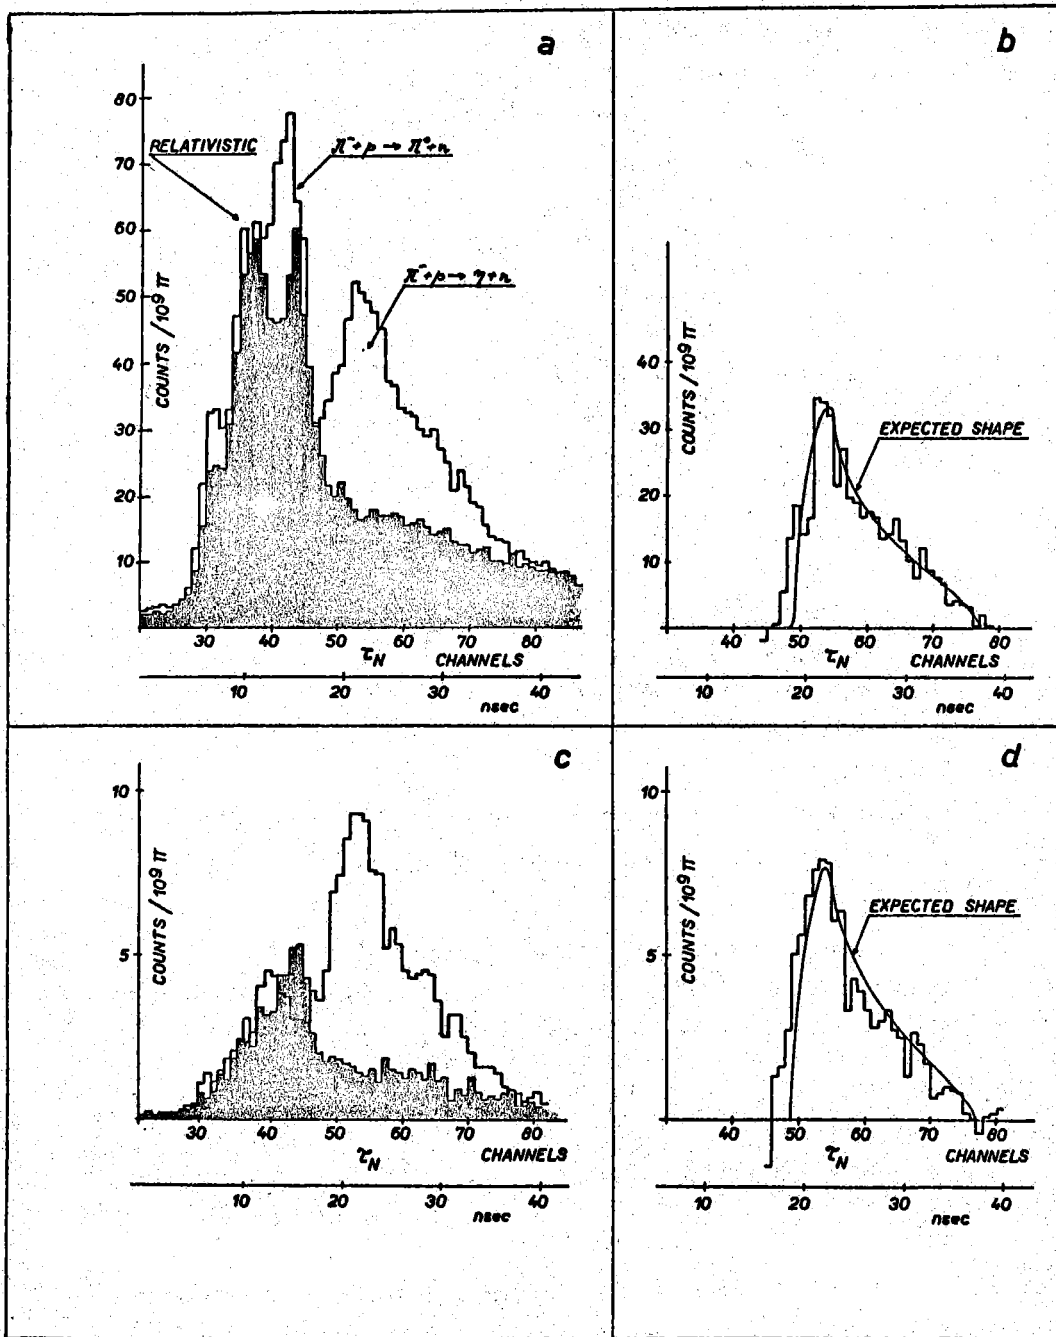 a
80
70
60
50
40
30
20
10
COUNTS / 10⁹ π
RELATIVISTIC
π⁻+p → π°+n
π⁻+p → η+n
30 40 50 60 70 80
τN CHANNELS
10 20 30 40
nsec
b
40
30
20
10
COUNTS / 10⁹ π
EXPECTED SHAPE
40 50 60 70 80
τN CHANNELS
10 20 30 40
nsec
c
10
5
COUNTS / 10⁹ π
30 40 50 60 70 80
τN CHANNELS
10 20 30 40
nsec
d
10
5
COUNTS / 10⁹ π
EXPECTED SHAPE
40 50 60 70 80
τN CHANNELS
10 20 30 40
nsec